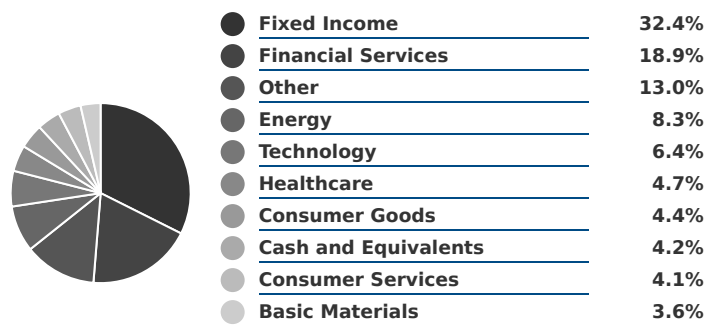 Fixed Income 32.4%
Financial Services 18.9%
Other 13.0%
Energy 8.3%
Technology 6.4%
Healthcare 4.7%
Consumer Goods 4.4%
Cash and Equivalents 4.2%
Consumer Services 4.1%
Basic Materials 3.6%